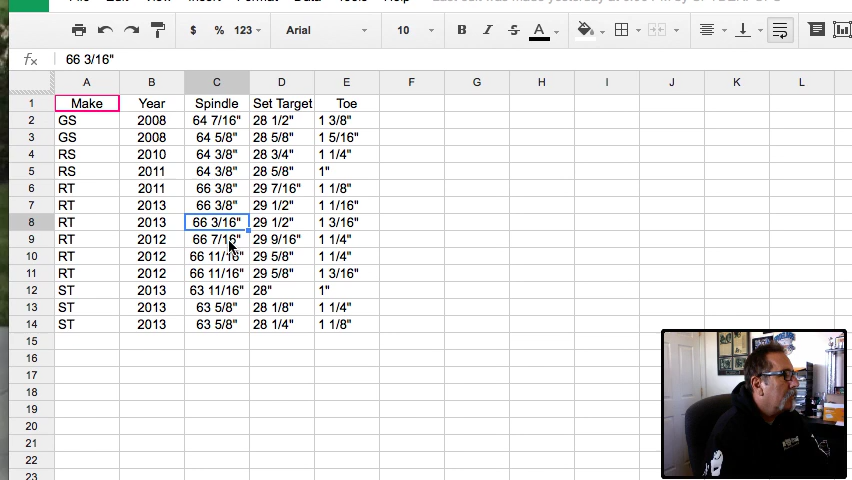 $ % 123 Arial 10 B I S A
fx 66 3/16"
A B C D E F G H I J K L
1 Make Year Spindle Set Target Toe
2 GS 2008 64 7/16" 28 1/2" 1 3/8"
3 GS 2008 64 5/8" 28 5/8" 1 5/16"
4 RS 2010 64 3/8" 28 3/4" 1 1/4"
5 RS 2011 64 3/8" 28 5/8" 1"
6 RT 2011 66 3/8" 29 7/16" 1 1/8"
7 RT 2013 66 3/8" 29 1/2" 1 1/16"
8 RT 2013 66 3/16" 29 1/2" 1 3/16"
9 RT 2012 66 7/16" 29 9/16" 1 1/4"
10 RT 2012 66 11/16" 29 5/8" 1 1/4"
11 RT 2012 66 11/16" 29 5/8" 1 3/16"
12 ST 2013 63 11/16" 28" 1"
13 ST 2013 63 5/8" 28 1/8" 1 1/4"
14 ST 2013 63 5/8" 28 1/4" 1 1/8"
15
16
17
18
19
20
21
22
23